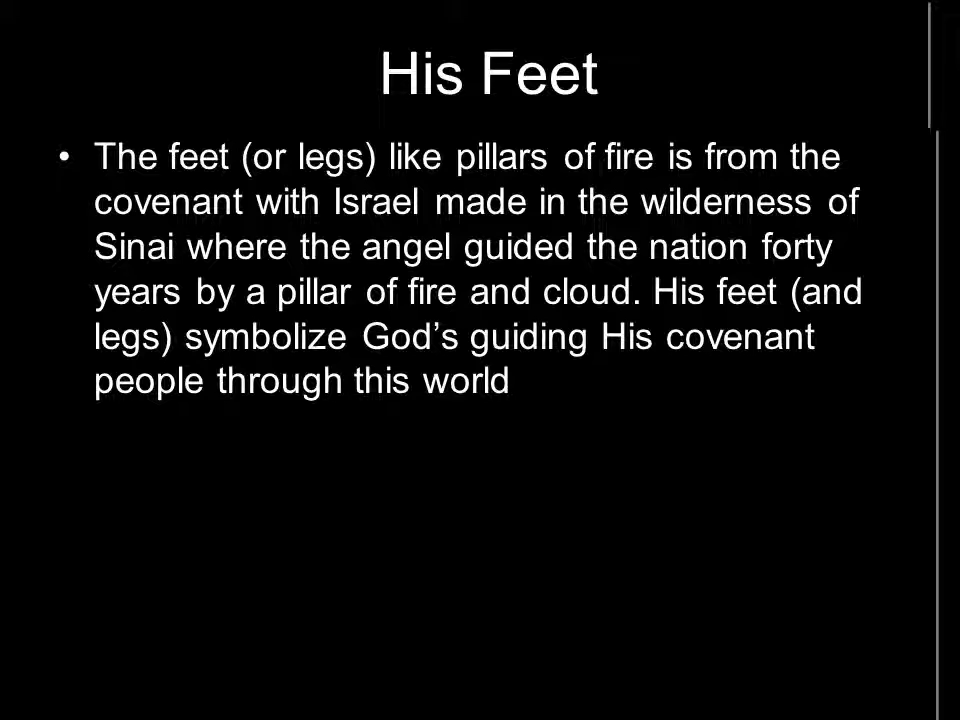 His Feet
• The feet (or legs) like pillars of fire is from the
covenant with Israel made in the wilderness of
Sinai where the angel guided the nation forty
years by a pillar of fire and cloud. His feet (and
legs) symbolize God’s guiding His covenant
people through this world